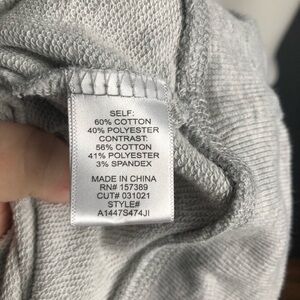 SELF:
60% COTTON
40% POLYESTER
CONTRAST:
56% COTTON
41% POLYESTER
3% SPANDEX
MADE IN CHINA
RN# 157389
CUT# 031021
STYLE#
A1447S474JI